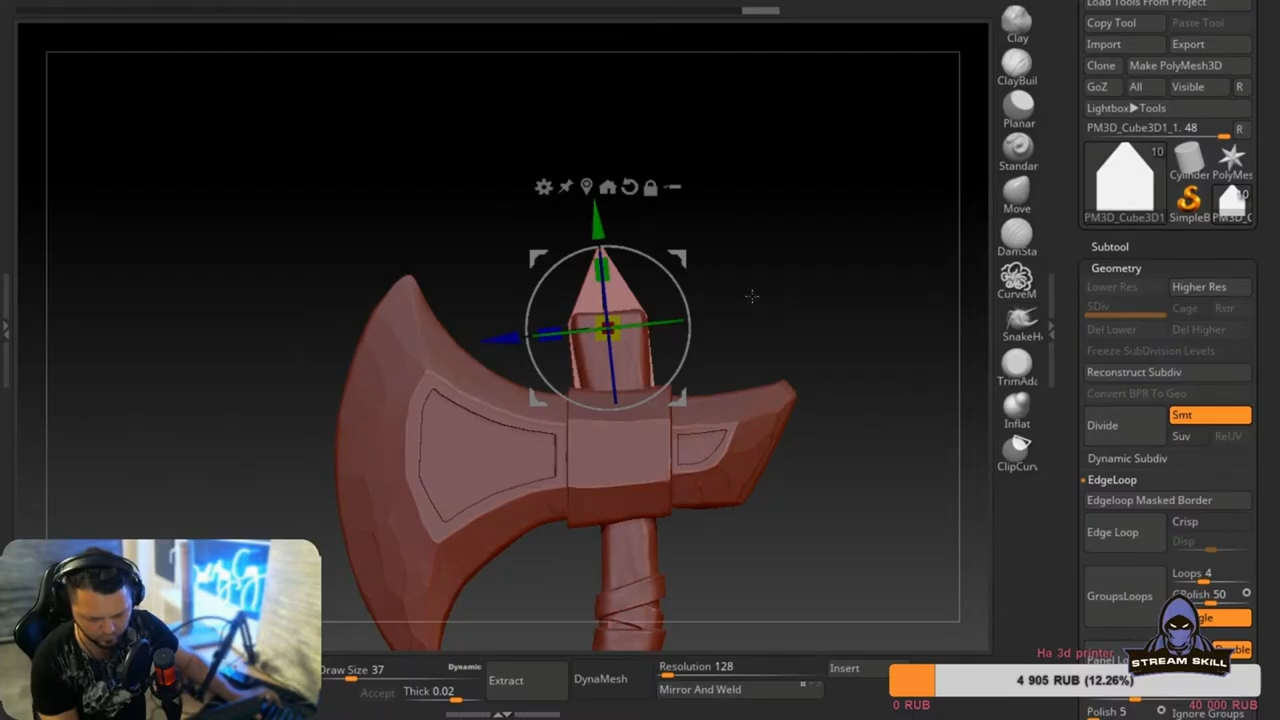 Load Tools From Project
Copy Tool
Paste Tool
Import
Export
Clone
Make PolyMesh3D
GoZ
All
Visible
R
Lightbox▶Tools
PM3D_Cube3D1_1. 48
R
10
Cylinder
PolyMes
10
PM3D_Cube3D1
SimpleB
PM3D_C
Subtool
Geometry
Lower Res
Higher Res
SDiv
Cage
Rstr
Del Lower
Del Higher
Freeze SubDivision Levels
Reconstruct Subdiv
Convert BPR To Geo
Divide
Smt
Suv
ReUV
Dynamic Subdiv
EdgeLoop
Edgeloop Masked Border
Edge Loop
Crisp
Disp
GroupsLoops
Loops 4
GPolish 50
Polish 5
Ignore Groups
Clay
ClayBuil
Planar
Standar
Move
DamSta
CurveM
SnakeH
TrimAda
Inflat
ClipCurv
Draw Size 37
Dynamic
Accept
Thick 0.02
Extract
DynaMesh
Resolution 128
Mirror And Weld
Insert
На 3d printer
STREAM SKILL
4 905 RUB (12.26%)
0 RUB
40 000 RUB